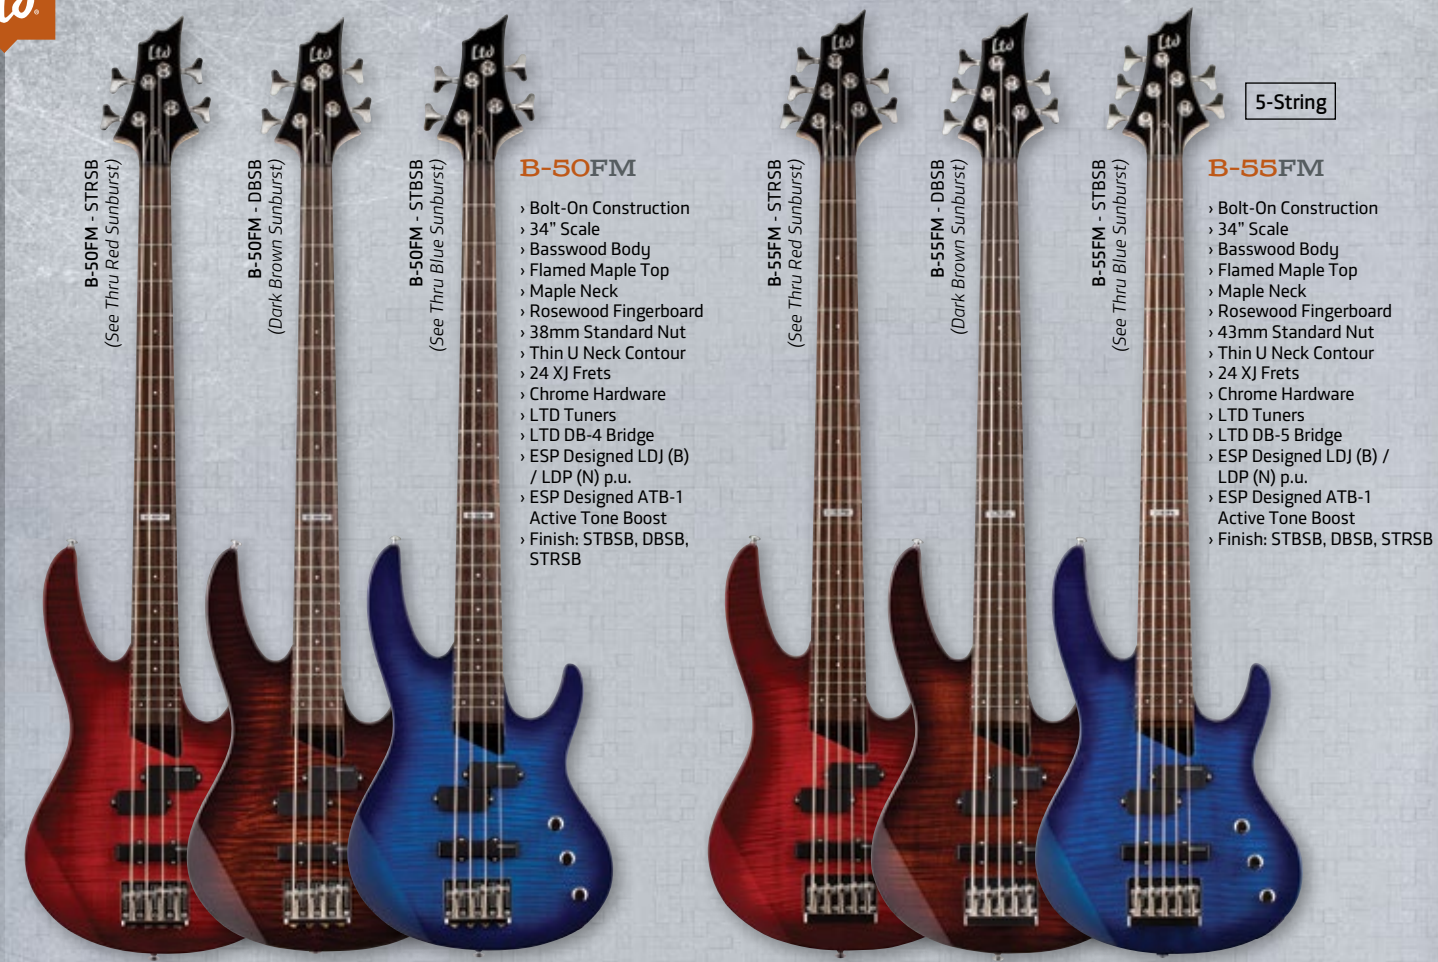 Ltd
Ltd
Ltd
Ltd
Ltd
Ltd
B-50FM - STRSB
(See Thru Red Sunburst)
B-50FM - DBSB
(Dark Brown Sunburst)
B-50FM - STBSB
(See Thru Blue Sunburst)
B-50FM
› Bolt-On Construction
› 34" Scale
› Basswood Body
› Flamed Maple Top
› Maple Neck
› Rosewood Fingerboard
› 38mm Standard Nut
› Thin U Neck Contour
› 24 XJ Frets
› Chrome Hardware
› LTD Tuners
› LTD DB-4 Bridge
› ESP Designed LDJ (B)
/ LDP (N) p.u.
› ESP Designed ATB-1
Active Tone Boost
› Finish: STBSB, DBSB,
STRSB
B-55FM - STRSB
(See Thru Red Sunburst)
B-55FM - DBSB
(Dark Brown Sunburst)
B-55FM - STBSB
(See Thru Blue Sunburst)
5-String
B-55FM
› Bolt-On Construction
› 34" Scale
› Basswood Body
› Flamed Maple Top
› Maple Neck
› Rosewood Fingerboard
› 43mm Standard Nut
› Thin U Neck Contour
› 24 XJ Frets
› Chrome Hardware
› LTD Tuners
› LTD DB-5 Bridge
› ESP Designed LDJ (B) /
LDP (N) p.u.
› ESP Designed ATB-1
Active Tone Boost
› Finish: STBSB, DBSB, STRSB